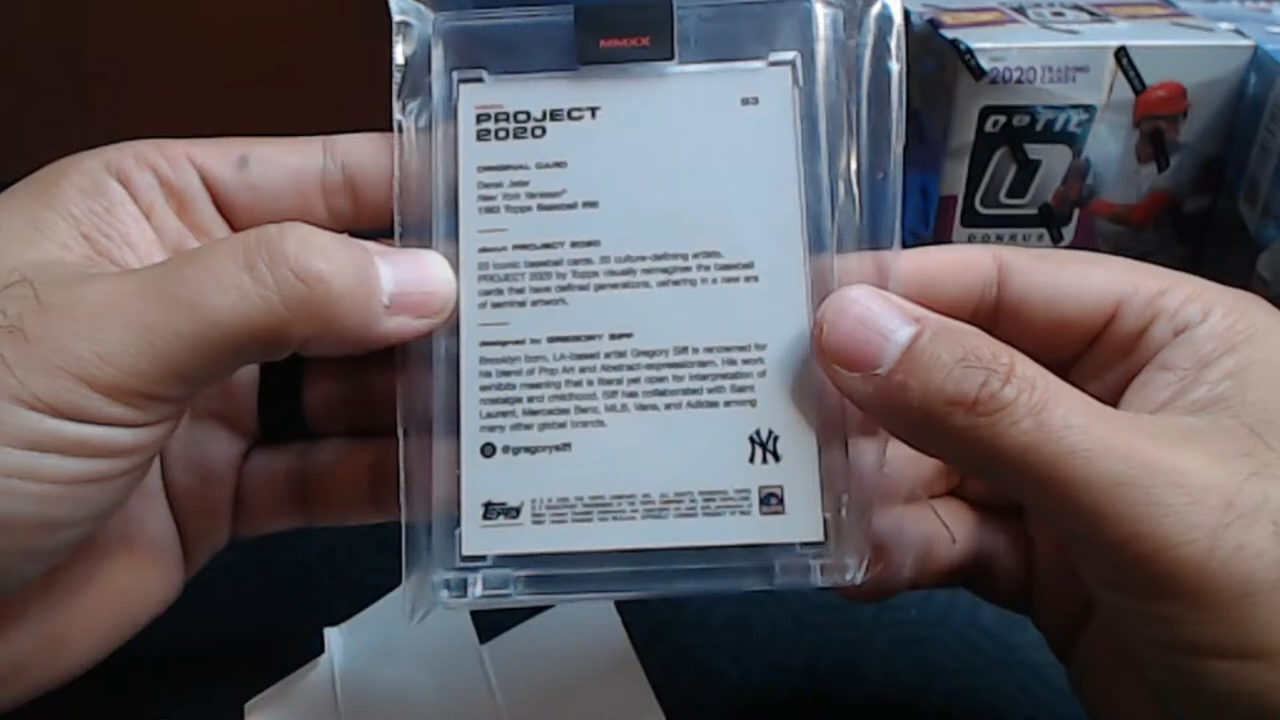 MMXX
PROJECT
2020
93
ORIGINAL CARD
Derek Jeter
New York Yankees®
1993 Topps Baseball #98
about PROJECT 2020
20 iconic baseball cards. 20 culture-defining artists.
PROJECT 2020 by Topps visually reimagines the baseball
cards that have defined generations, ushering in a new era
of seminal artwork.
designed by GREGORY SIFF
Brooklyn born, LA-based artist Gregory Siff is renowned for
his blend of Pop Art and Abstract-expressionism. His work
exhibits meaning that is literal yet open for interpretation of
nostalgia and childhood. Siff has collaborated with Saint
Laurent, Mercedes Benz, MLB, Vans, and Adidas among
many other global brands.
@gregorysiff
NY
Topps
2020 TRADING
CARDS
OPTIC
DONRUSS